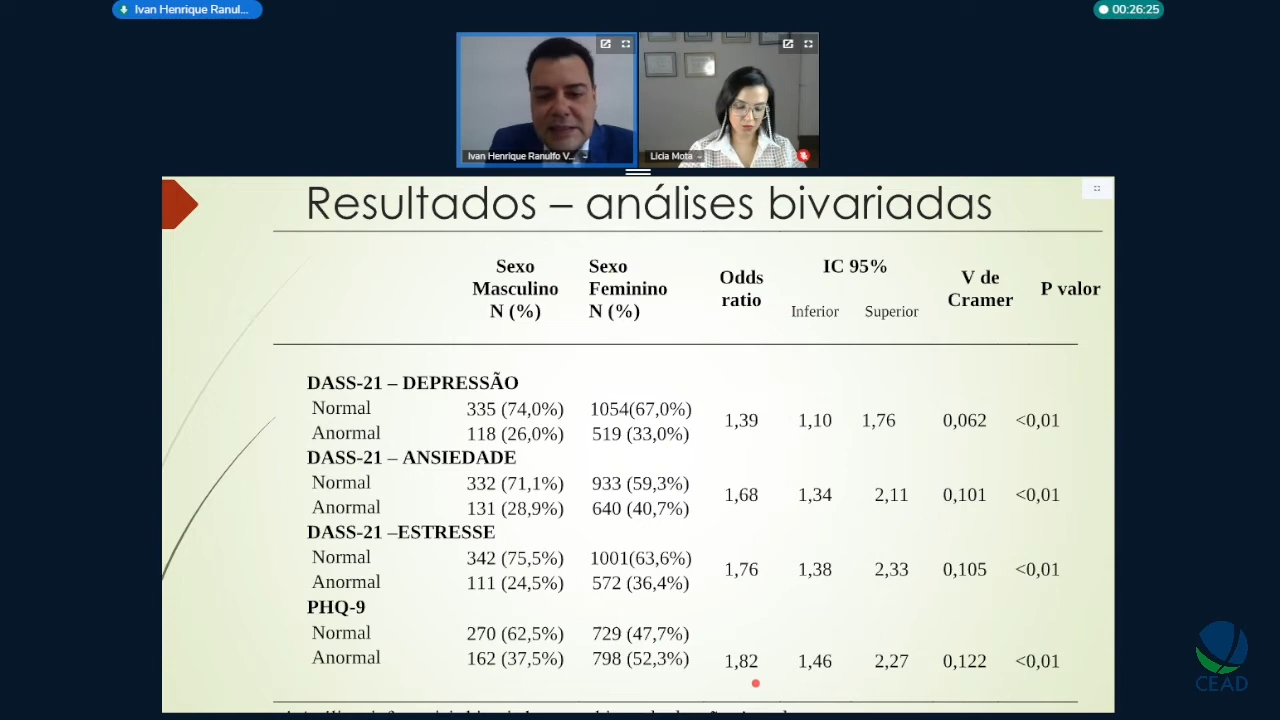 Ivan Henrique Ranul...
00:26:25
Ivan Henrique Ranulfo V...
Licia Mota
Resultados – análises bivariadas
Sexo Masculino N (%) Sexo Feminino N (%) Odds ratio IC 95% V de Cramer P valor
Inferior Superior
DASS-21 – DEPRESSÃO
Normal 335 (74,0%) 1054(67,0%)
1,39 1,10 1,76 0,062 <0,01
Anormal 118 (26,0%) 519 (33,0%)
DASS-21 – ANSIEDADE
Normal 332 (71,1%) 933 (59,3%)
1,68 1,34 2,11 0,101 <0,01
Anormal 131 (28,9%) 640 (40,7%)
DASS-21 –ESTRESSE
Normal 342 (75,5%) 1001(63,6%)
1,76 1,38 2,33 0,105 <0,01
Anormal 111 (24,5%) 572 (36,4%)
PHQ-9
Normal 270 (62,5%) 729 (47,7%)
Anormal 162 (37,5%) 798 (52,3%)
1,82 1,46 2,27 0,122 <0,01
CEAD